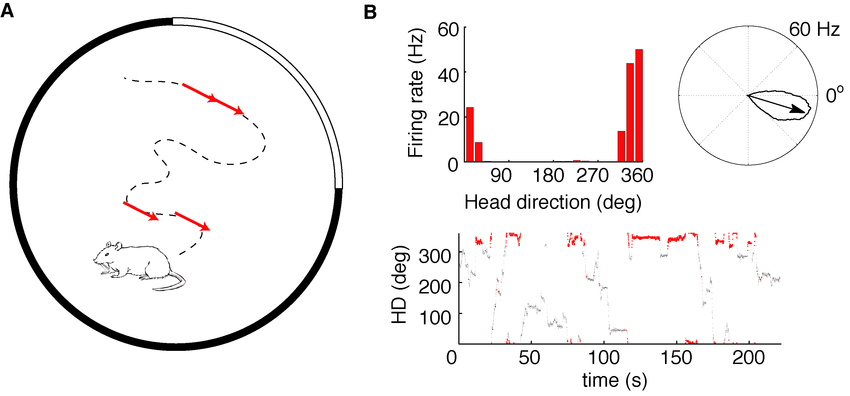 A
B
60
40
20
0
Firing rate (Hz)
90 180 270 360
Head direction (deg)
60 Hz
0°
300
200
100
HD (deg)
0 50 100 150 200
time (s)